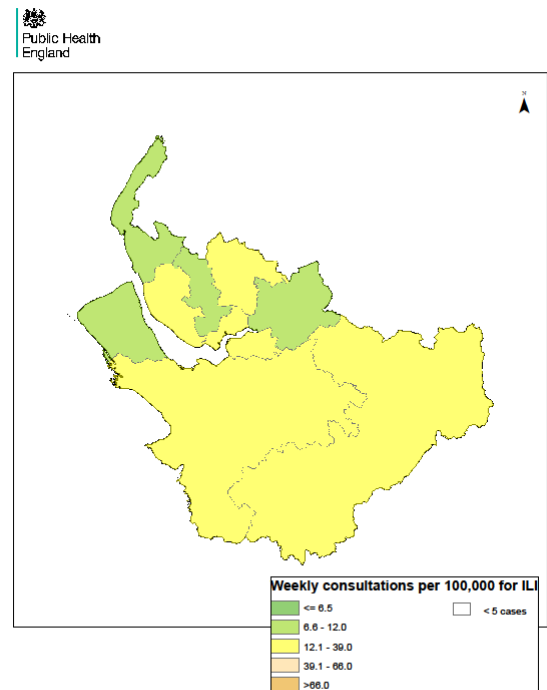 Public Health
England
N
Weekly consultations per 100,000 for ILI
<= 6.5
< 5 cases
6.6 - 12.0
12.1 - 39.0
39.1 - 66.0
>66.0